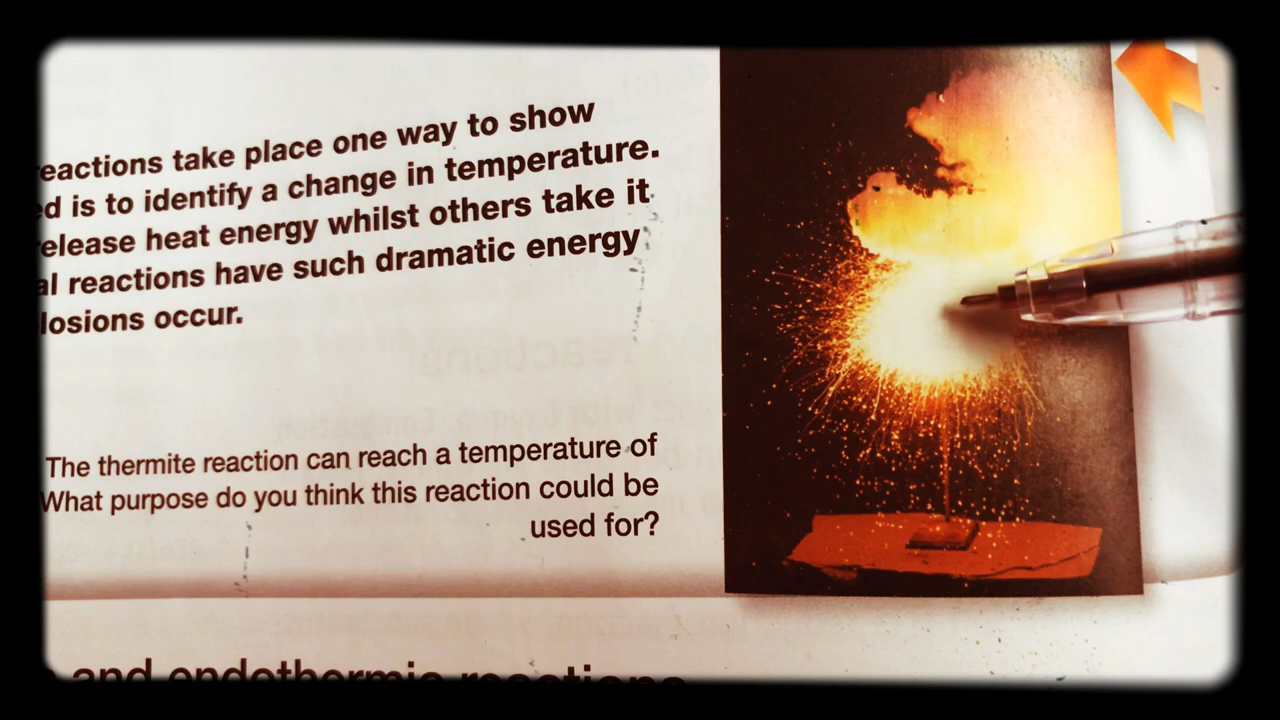 reactions take place one way to show
ed is to identify a change in temperature.
release heat energy whilst others take it
al reactions have such dramatic energy
losions occur.
The thermite reaction can reach a temperature of
What purpose do you think this reaction could be
used for?
and endothermic reactions